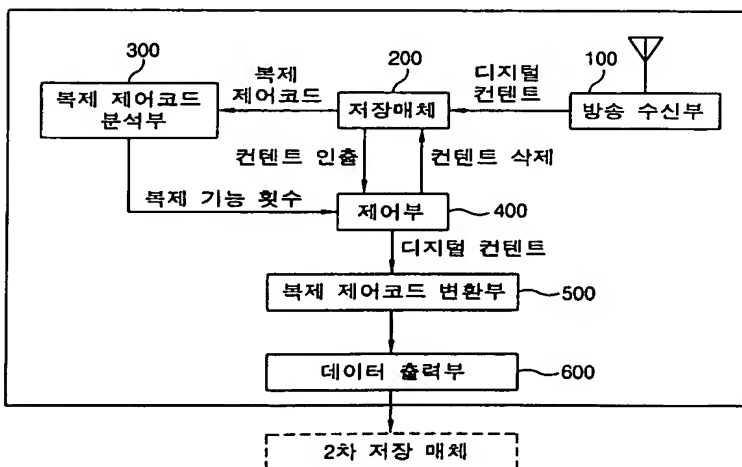 300
복제 제어코드
분석부
복제
제어코드
200
저장매체
디지털
컨텐트
100
방송 수신부
컨텐트 인출
컨텐트 삭제
복제 기능 횟수
제어부
400
디지털 컨텐트
복제 제어코드 변환부
500
데이터 출력부
600
2차 저장 매체